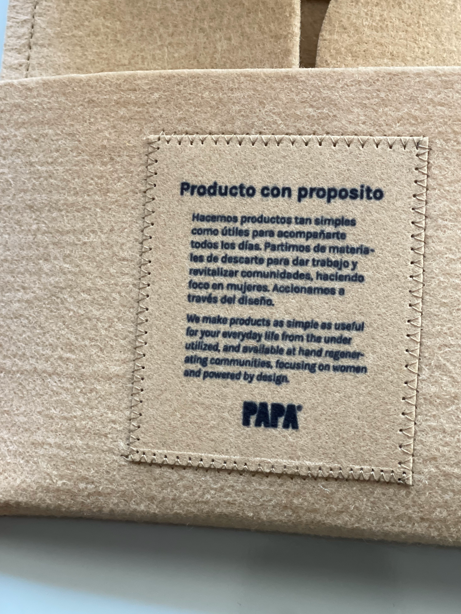 Producto con proposito
Hacemos productos tan simples
como útiles para acompañarte
todos los días. Partimos de materia-
les de descarte para dar trabajo y
revitalizar comunidades, haciendo
foco en mujeres. Accionamos a
través del diseño.
We make products as simple as useful
for your everyday life from the under
utilized, and available at hand regener-
ating communities, focusing on women
and powered by design.
PAPA